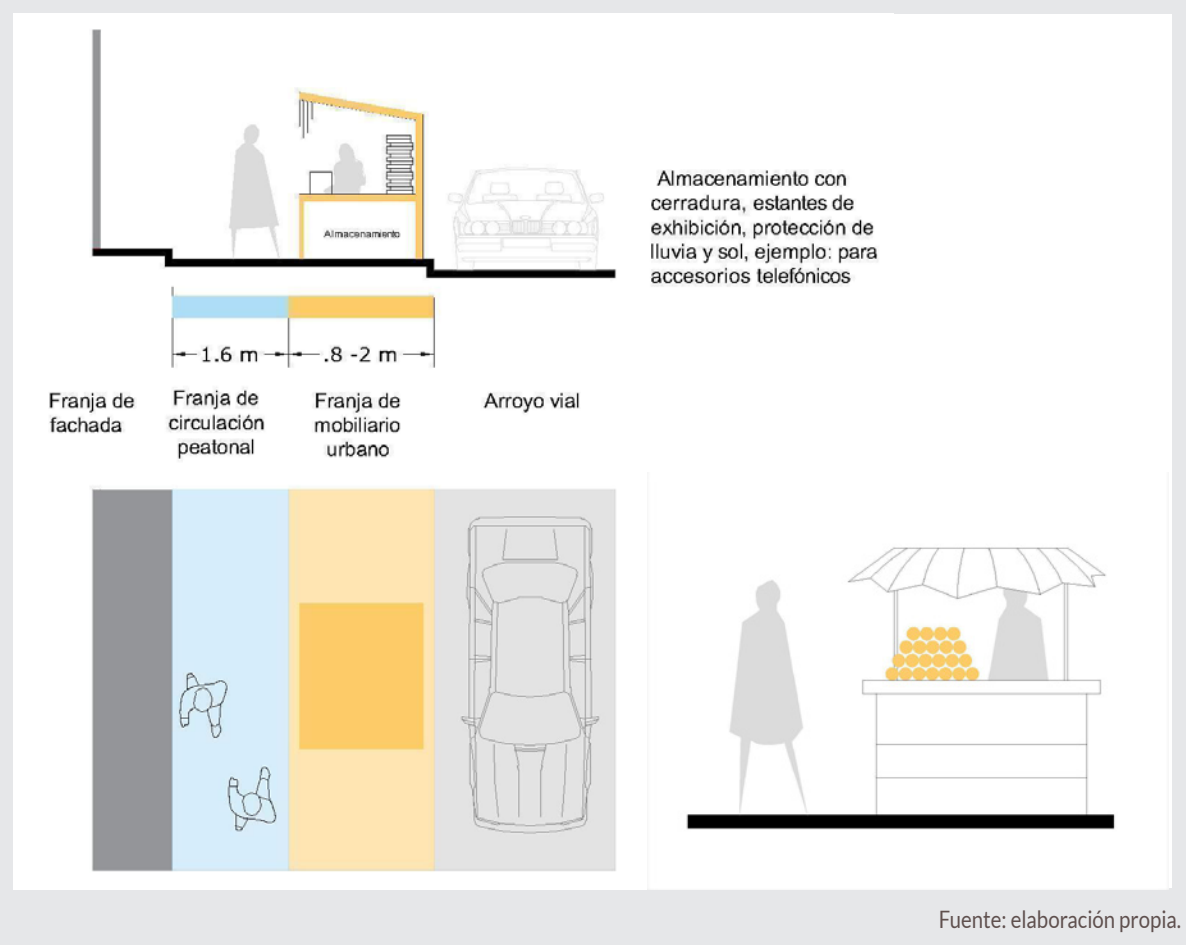 Almacenamiento
Almacenamiento con
cerradura, estantes de
exhibición, protección de
lluvia y sol, ejemplo: para
accesorios telefónicos
1.6 m
.8 -2 m
Franja de
fachada
Franja de
circulación
peatonal
Franja de
mobiliario
urbano
Arroyo vial
Fuente: elaboración propia.